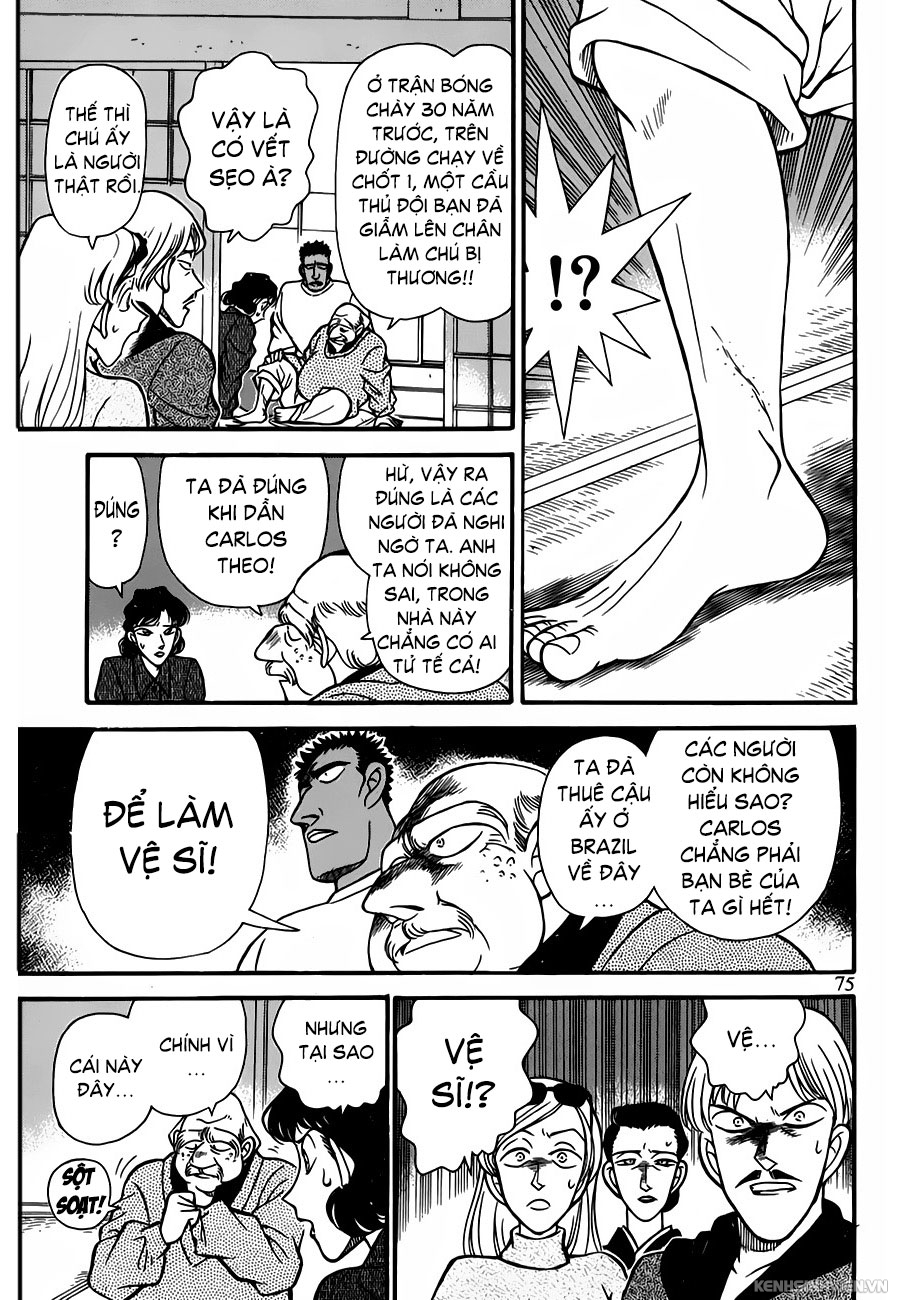 !?
Ở TRẬN BÓNG
CHÀY 30 NĂM
TRƯỚC, TRÊN
ĐƯỜNG CHẠY VỀ
CHỐT 1, MỘT CẦU
THỦ ĐỘI BẠN ĐÃ
GIẪM LÊN CHÂN
LÀM CHÚ BỊ
THƯƠNG!!
VẬY LÀ
CÓ VẾT
SẸO À?
THẾ THÌ
CHÚ ẤY
LÀ NGƯỜI
THẬT RỒI.
HỪ, VẬY RA
ĐÚNG LÀ CÁC
NGƯỜI ĐÃ NGHI
NGỜ TA. ANH
TA NÓI KHÔNG
SAI, TRONG
NHÀ NÀY
CHẲNG CÓ AI
TỬ TẾ CẢ!
TA ĐÃ ĐÚNG
KHI DẪN
CARLOS
THEO!
ĐÚNG
?
CÁC NGƯỜI
CÒN KHÔNG
HIỂU SAO?
CARLOS
CHẲNG PHẢI
BẠN BÈ CỦA
TA GÌ HẾT!
TA ĐÃ
THUÊ CẬU
ẤY Ở
BRAZIL
VỀ ĐÂY
...
ĐỂ LÀM
VỆ SĨ!
75
VỆ...
VỆ
SĨ!?
NHƯNG
TẠI SAO
...
CHÍNH VÌ
...
CÁI NÀY
ĐÂY...
SỘT
SOẠT!